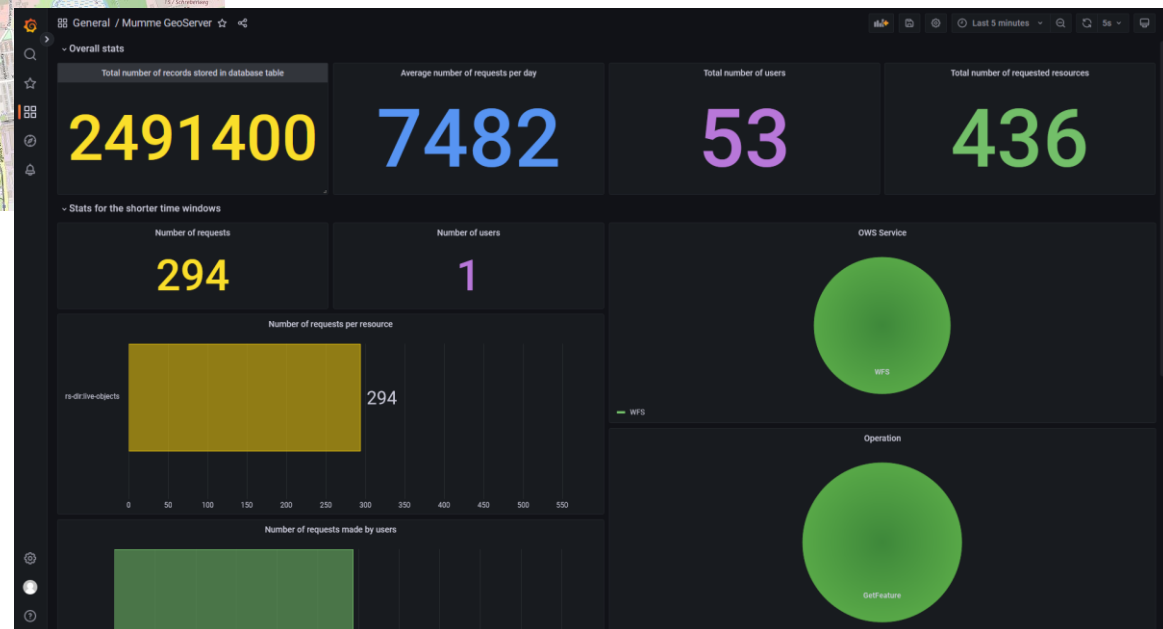 15 / Schreberweg
General / Mumme GeoServer
Last 5 minutes
5s
Overall stats
Total number of records stored in database table
Average number of requests per day
Total number of users
Total number of requested resources
2491400
7482
53
436
Stats for the shorter time windows
Number of requests
Number of users
OWS Service
294
1
WFS
WFS
Number of requests per resource
rs-dir:live-objects
294
0 50 100 150 200 250 300 350 400 450 500 550
Operation
GetFeature
Number of requests made by users